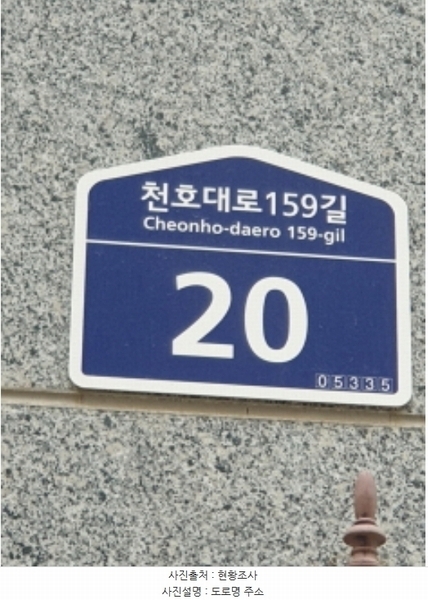 천호대로159길
Cheonho-daero 159-gil
20
05335
사진출처 : 현황조사
사진설명 : 도로명 주소